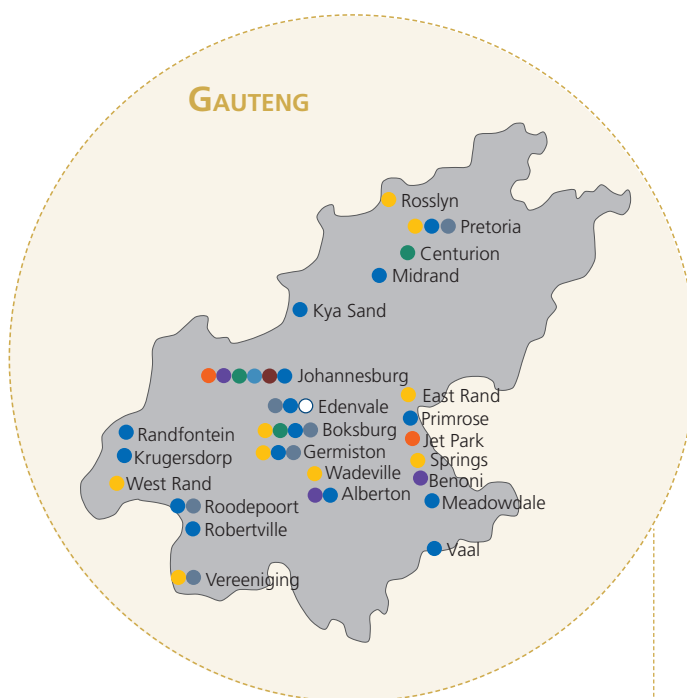 GAUTENG
Rosslyn
Pretoria
Centurion
Midrand
Kya Sand
Johannesburg
East Rand
Edenvale
Primrose
Boksburg
Randfontein
Jet Park
Germiston
Krugersdorp
Springs
Wadeville
Benoni
West Rand
Alberton
Meadowdale
Roodepoort
Robertville
Vaal
Vereeniging